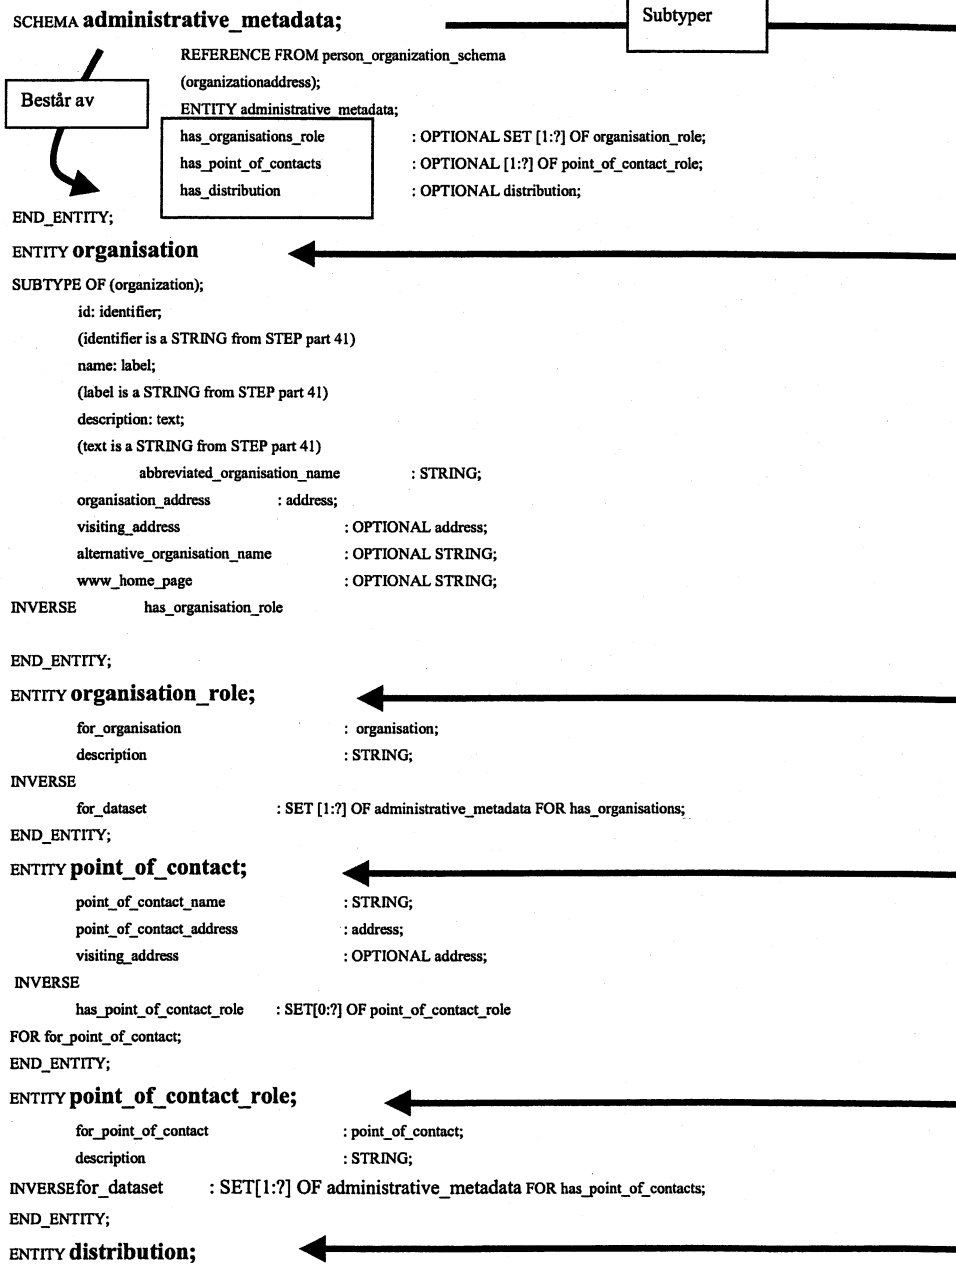 SCHEMA administrative_metadata;
Subtyper
Består av
REFERENCE FROM person_organization_schema
(organizationaddress);
ENTITY administrative_metadata;
has_organisations_role : OPTIONAL SET [1:?] OF organisation_role;
has_point_of_contacts : OPTIONAL [1:?] OF point_of_contact_role;
has_distribution : OPTIONAL distribution;
END_ENTITY;
ENTITY organisation
SUBTYPE OF (organization);
id: identifier;
(identifier is a STRING from STEP part 41)
name: label;
(label is a STRING from STEP part 41)
description: text;
(text is a STRING from STEP part 41)
abbreviated_organisation_name : STRING;
organisation_address : address;
visiting_address : OPTIONAL address;
alternative_organisation_name : OPTIONAL STRING;
www_home_page : OPTIONAL STRING;
INVERSE has_organisation_role
END_ENTITY;
ENTITY organisation_role;
for_organisation : organisation;
description : STRING;
INVERSE
for_dataset : SET [1:?] OF administrative_metadata FOR has_organisations;
END_ENTITY;
ENTITY point_of_contact;
point_of_contact_name : STRING;
point_of_contact_address : address;
visiting_address : OPTIONAL address;
INVERSE
has_point_of_contact_role : SET[0:?] OF point_of_contact_role
FOR for_point_of_contact;
END_ENTITY;
ENTITY point_of_contact_role;
for_point_of_contact : point_of_contact;
description : STRING;
INVERSEfor_dataset : SET[1:?] OF administrative_metadata FOR has_point_of_contacts;
END_ENTITY;
ENTITY distribution;